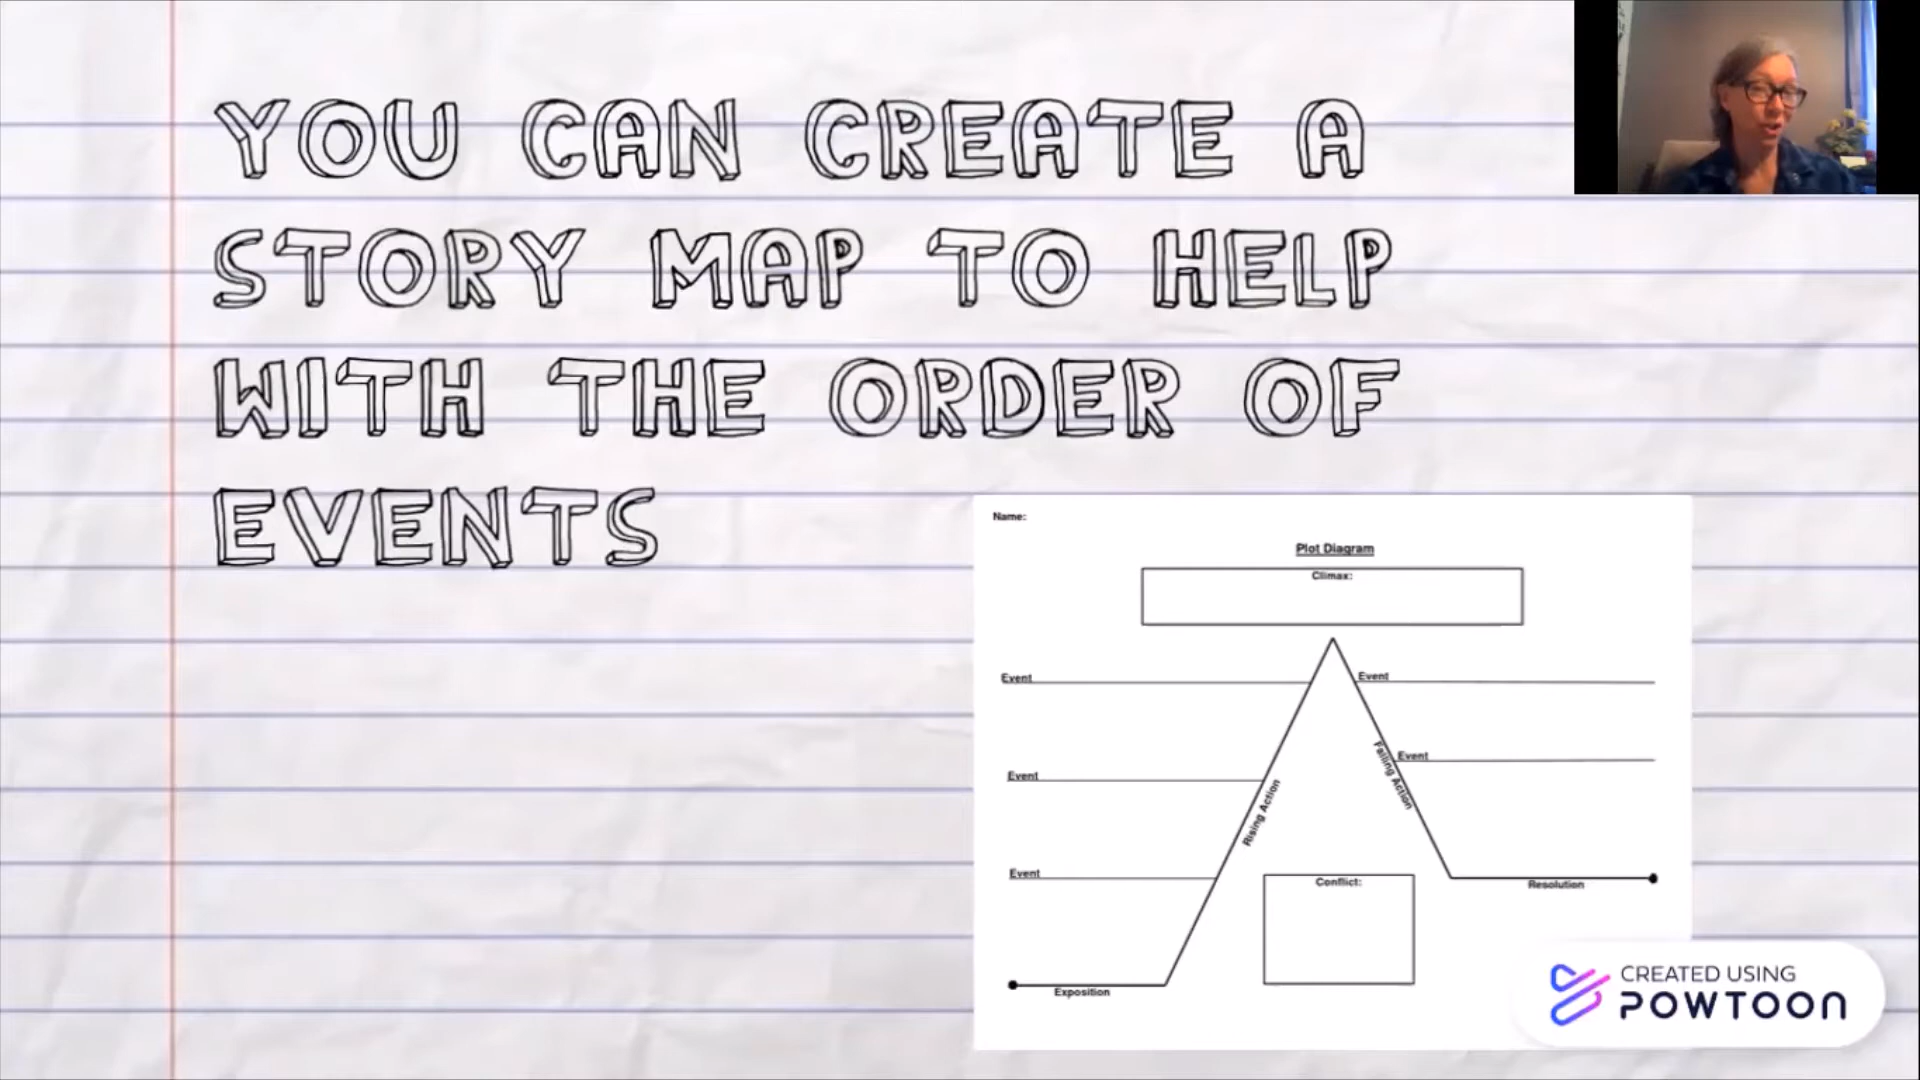 YOU CAN CREATE A
STORY MAP TO HELP
WITH THE ORDER OF
EVENTS
Name:
Plot Diagram
Climax:
Event
Event
Event
Event
Event
Rising Action
Falling Action
Conflict:
Resolution
Exposition
CREATED USING
POWTOON